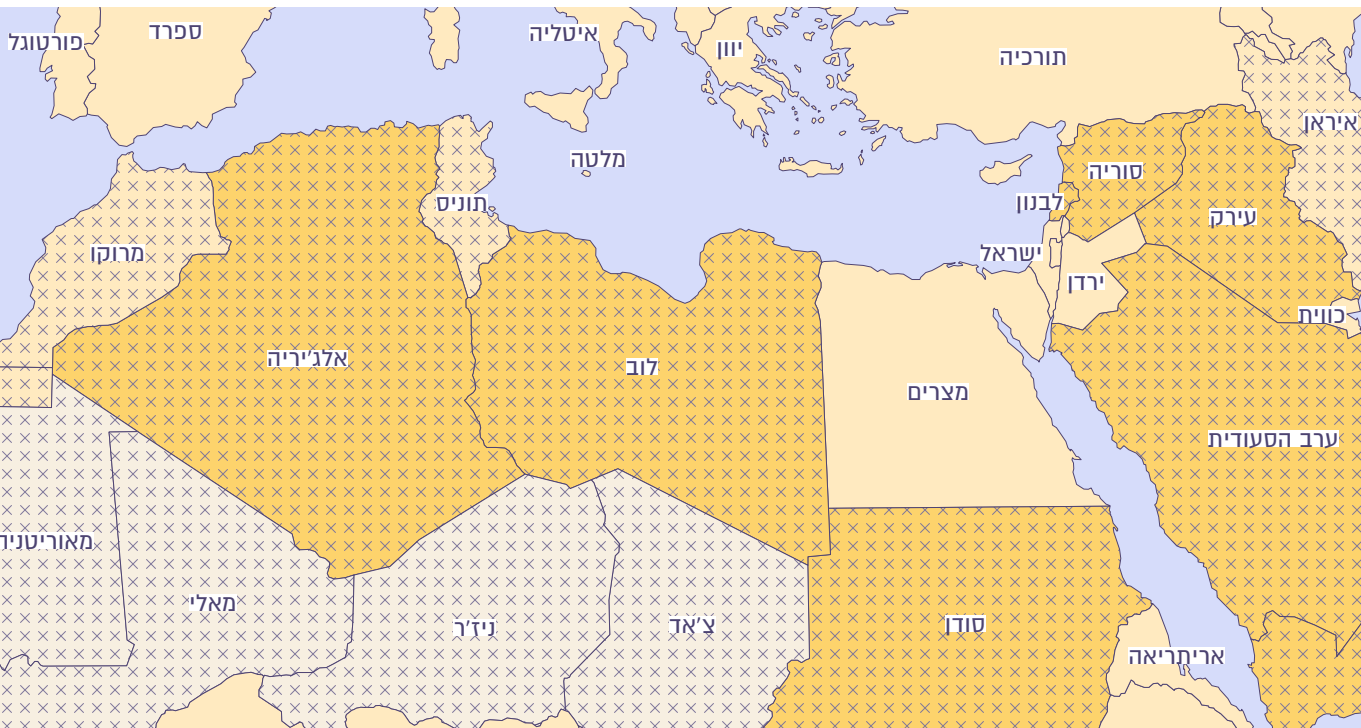 פורטוגל
ספרד
איטליה
יוון
תורכיה
איראן
מלטה
סוריה
תוניס
לבנון
עירק
מרוקו
ישראל
ירדן
כווית
אלג'יריה
לוב
מצרים
ערב הסעודית
מאוריטניה
מאלי
ניז'ר
צ'אד
סודן
אריתריאה